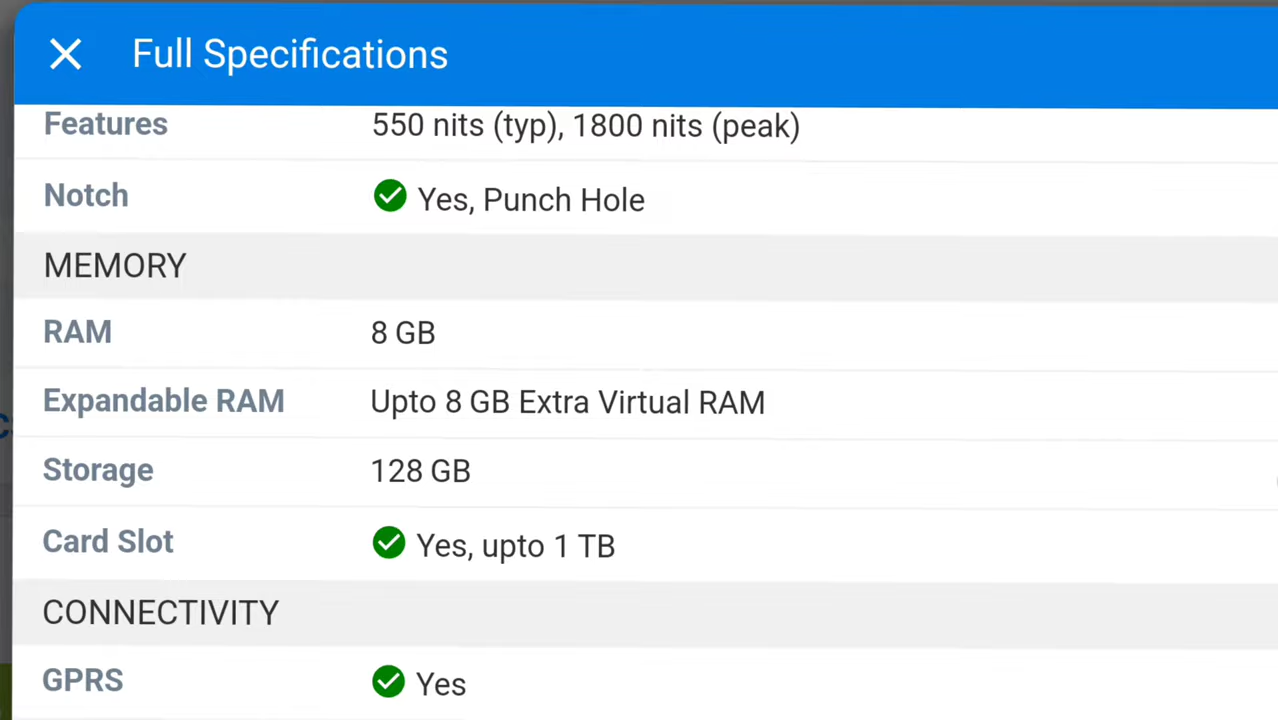 Full Specifications
Features 550 nits (typ), 1800 nits (peak)
Notch Yes, Punch Hole
MEMORY
RAM 8 GB
Expandable RAM Upto 8 GB Extra Virtual RAM
Storage 128 GB
Card Slot Yes, upto 1 TB
CONNECTIVITY
GPRS Yes